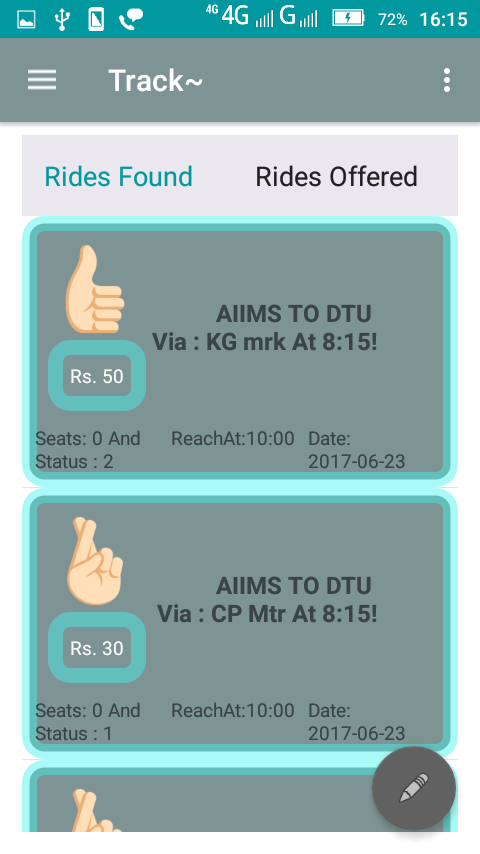 4G 4G G 72% 16:15
Track~
Rides Found Rides Offered
AIIMS TO DTU
Via : KG mrk At 8:15!
Rs. 50
Seats: 0 And ReachAt:10:00 Date:
Status : 2 2017-06-23
AIIMS TO DTU
Via : CP Mtr At 8:15!
Rs. 30
Seats: 0 And ReachAt:10:00 Date:
Status : 1 2017-06-23